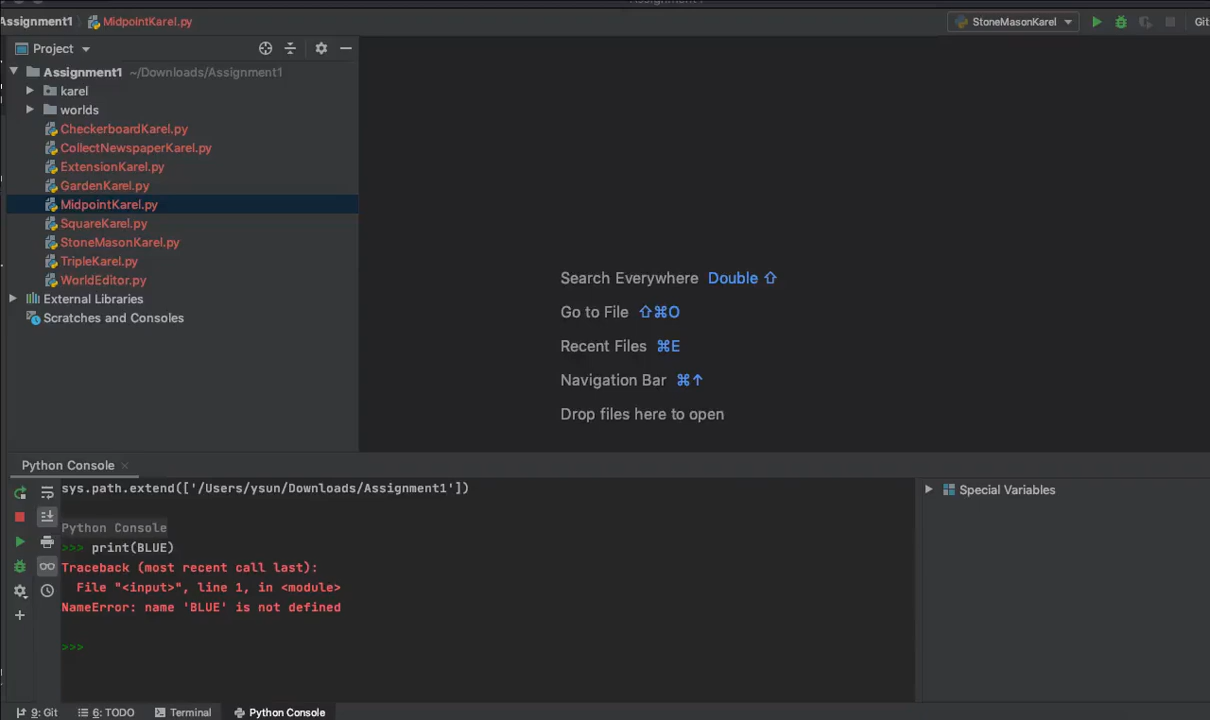 Assignment1 MidpointKarel.py StoneMasonKarel Git
Project
Assignment1 ~/Downloads/Assignment1
karel
worlds
CheckerboardKarel.py
CollectNewspaperKarel.py
ExtensionKarel.py
GardenKarel.py
MidpointKarel.py
SquareKarel.py
StoneMasonKarel.py
TripleKarel.py
WorldEditor.py
External Libraries
Scratches and Consoles
Search Everywhere Double ⇧
Go to File ⇧⌘O
Recent Files ⌘E
Navigation Bar ⌘↑
Drop files here to open
Python Console
sys.path.extend(['/Users/ysun/Downloads/Assignment1'])
Special Variables
Python Console
>>> print(BLUE)
Traceback (most recent call last):
File "<input>", line 1, in <module>
NameError: name 'BLUE' is not defined
>>>
9: Git 6: TODO Terminal Python Console